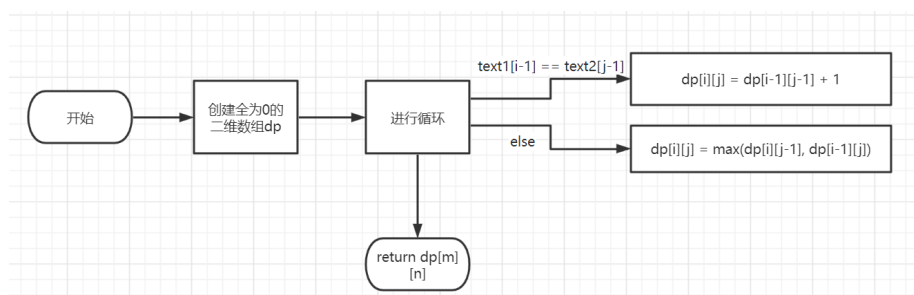 开始
创建全为0的
二维数组dp
进行循环
text1[i-1] == text2[j-1]
dp[i][j] = dp[i-1][j-1] + 1
else
dp[i][j] = max(dp[i][j-1], dp[i-1][j])
return dp[m]
[n]